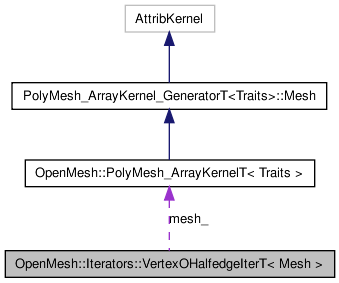 AttribKernel
PolyMesh_ArrayKernel_GeneratorT<Traits>::Mesh
OpenMesh::PolyMesh_ArrayKernelT< Traits >
mesh_
OpenMesh::Iterators::VertexOHalfedgeIterT< Mesh >